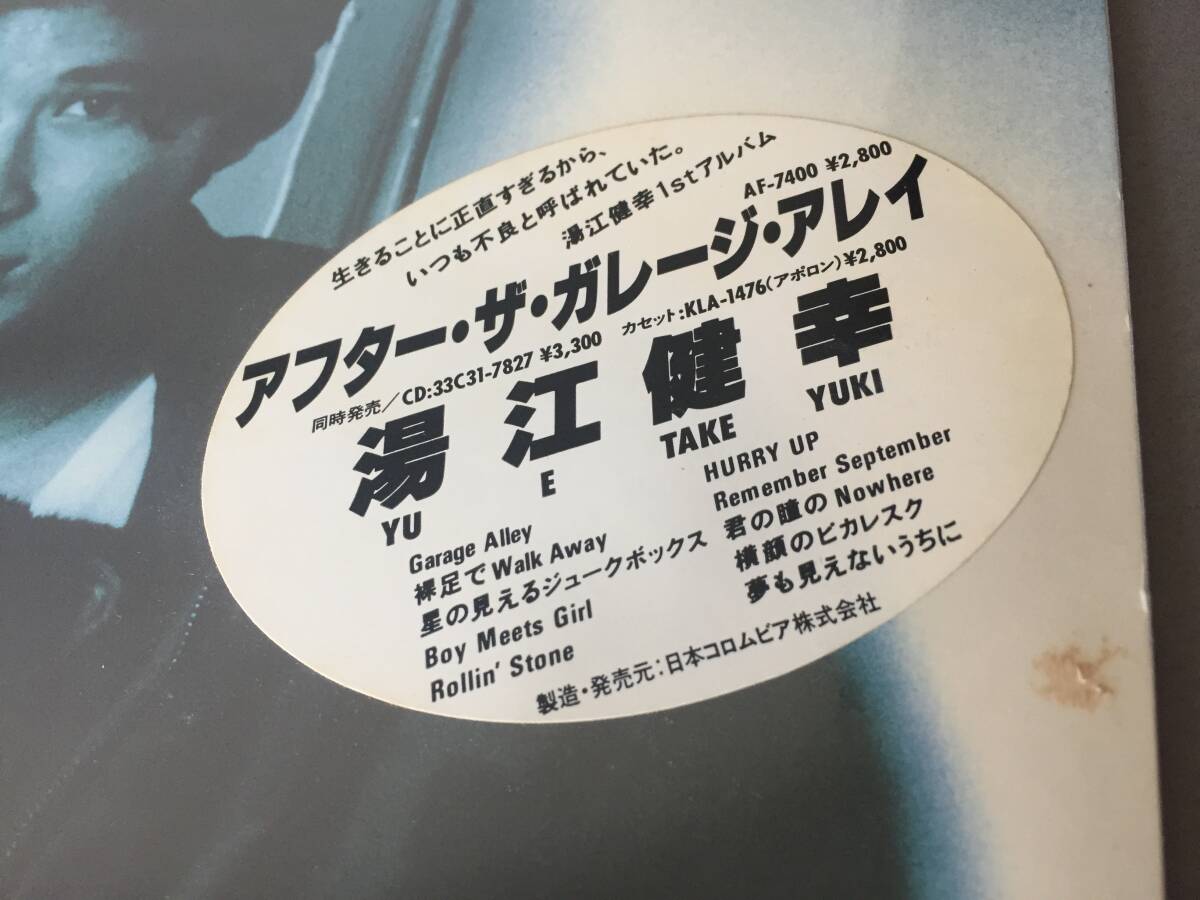 生きることに正直すぎるから、
いつも不良と呼ばれていた。
湯江健幸1stアルバム
AF-7400 ¥2,800
アフター・ザ・ガレージ・アレイ
同時発売／CD:33C31-7827 ¥3,300 カセット:KLA-1476(アポロン)¥2,800
湯江健幸
YU E TAKE YUKI
Garage Alley
裸足でWalk Away
星の見えるジュークボックス
Boy Meets Girl
Rollin' Stone
HURRY UP
Remember September
君の瞳のNowhere
横顔のピカレスク
夢も見えないうちに
製造・発売元:日本コロムビア株式会社